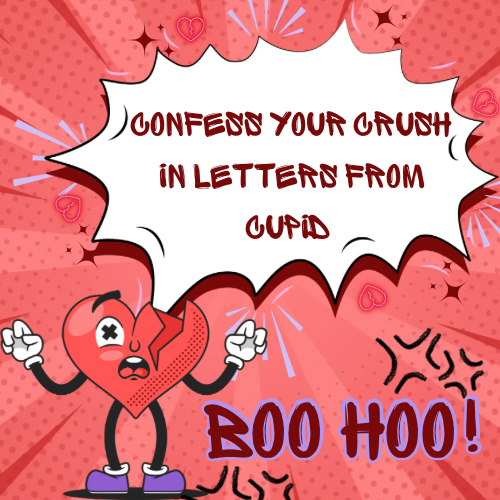 CONFESS YOUR CRUSH
IN LETTERS FROM
CUPID
BOO HOO!